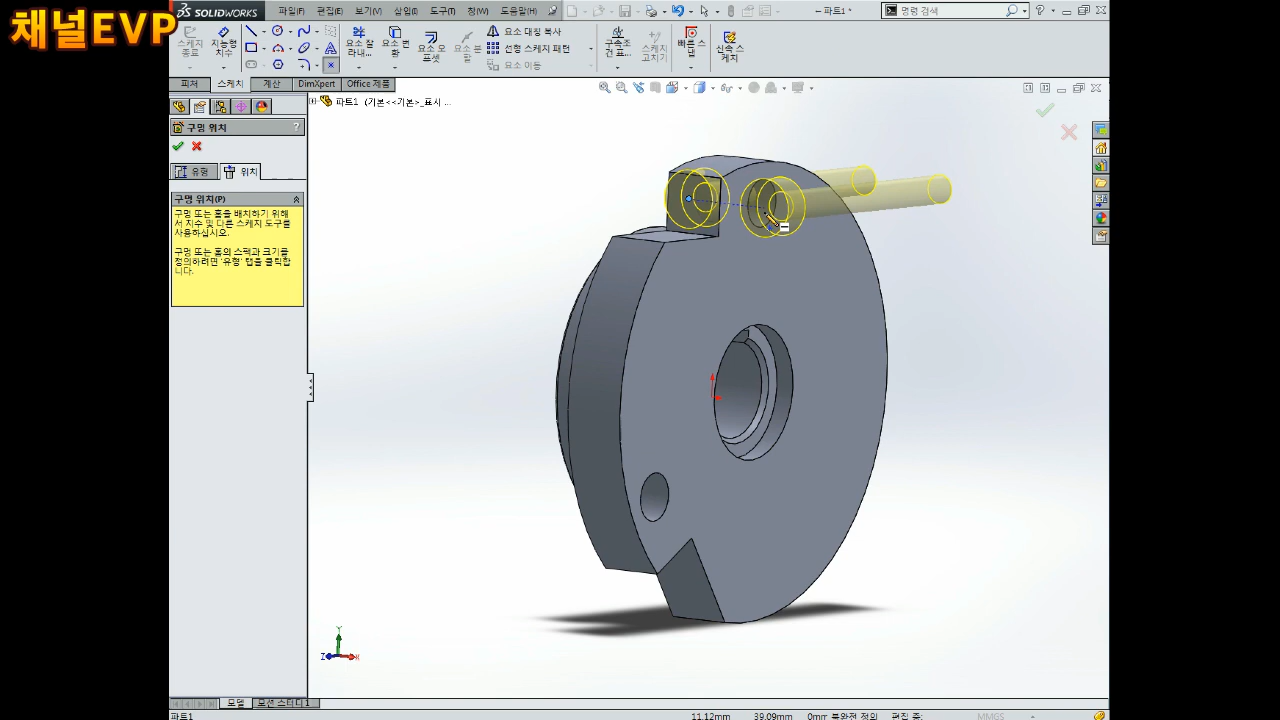 채널EVP
SOLIDWORKS
파일(F) 편집(E) 보기(V) 삽입(I) 도구(T) 창(W) 도움말(H)
파트1 *
명령 검색
스케치 종료
지능형 치수
요소 잘라내...
요소 변환
요소 오프셋
요소 대칭 복사
선형 스케치 패턴
요소 이동
스케치 고치기
빠른 스냅
신속 스케치
피처 스케치 계산 DimXpert Office 제품
파트1 (기본<<기본>_표시 ...
구멍 위치
?
유형 위치
구멍 위치(P)
구멍 또는 홈을 배치하기 위해
서 치수 및 다른 스케치 도구를
사용하십시오.
구멍 또는 홈의 스펙과 크기를
정의하려면 '유형' 탭을 클릭합
니다.
Y
Z
X
모델 모션 스터디 1
파트1
11.12mm 39.09mm 0mm 불완전 정의 편집 중:
MMGS